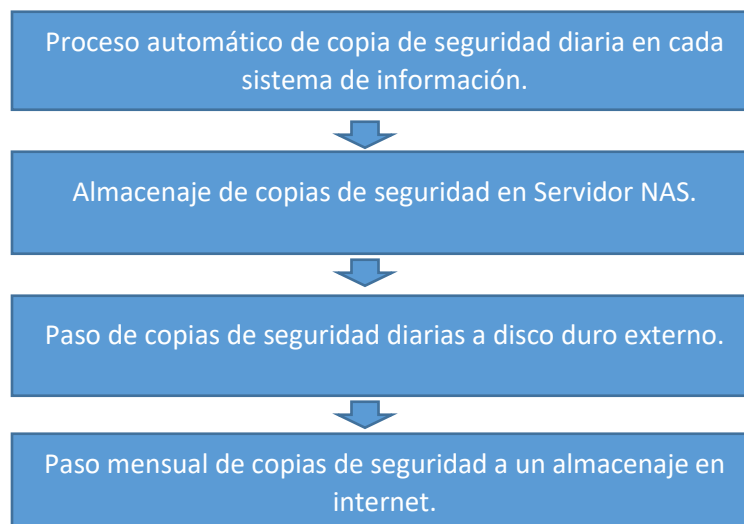 Proceso automático de copia de seguridad diaria en cada
sistema de información.
Almacenaje de copias de seguridad en Servidor NAS.
Paso de copias de seguridad diarias a disco duro externo.
Paso mensual de copias de seguridad a un almacenaje en
internet.